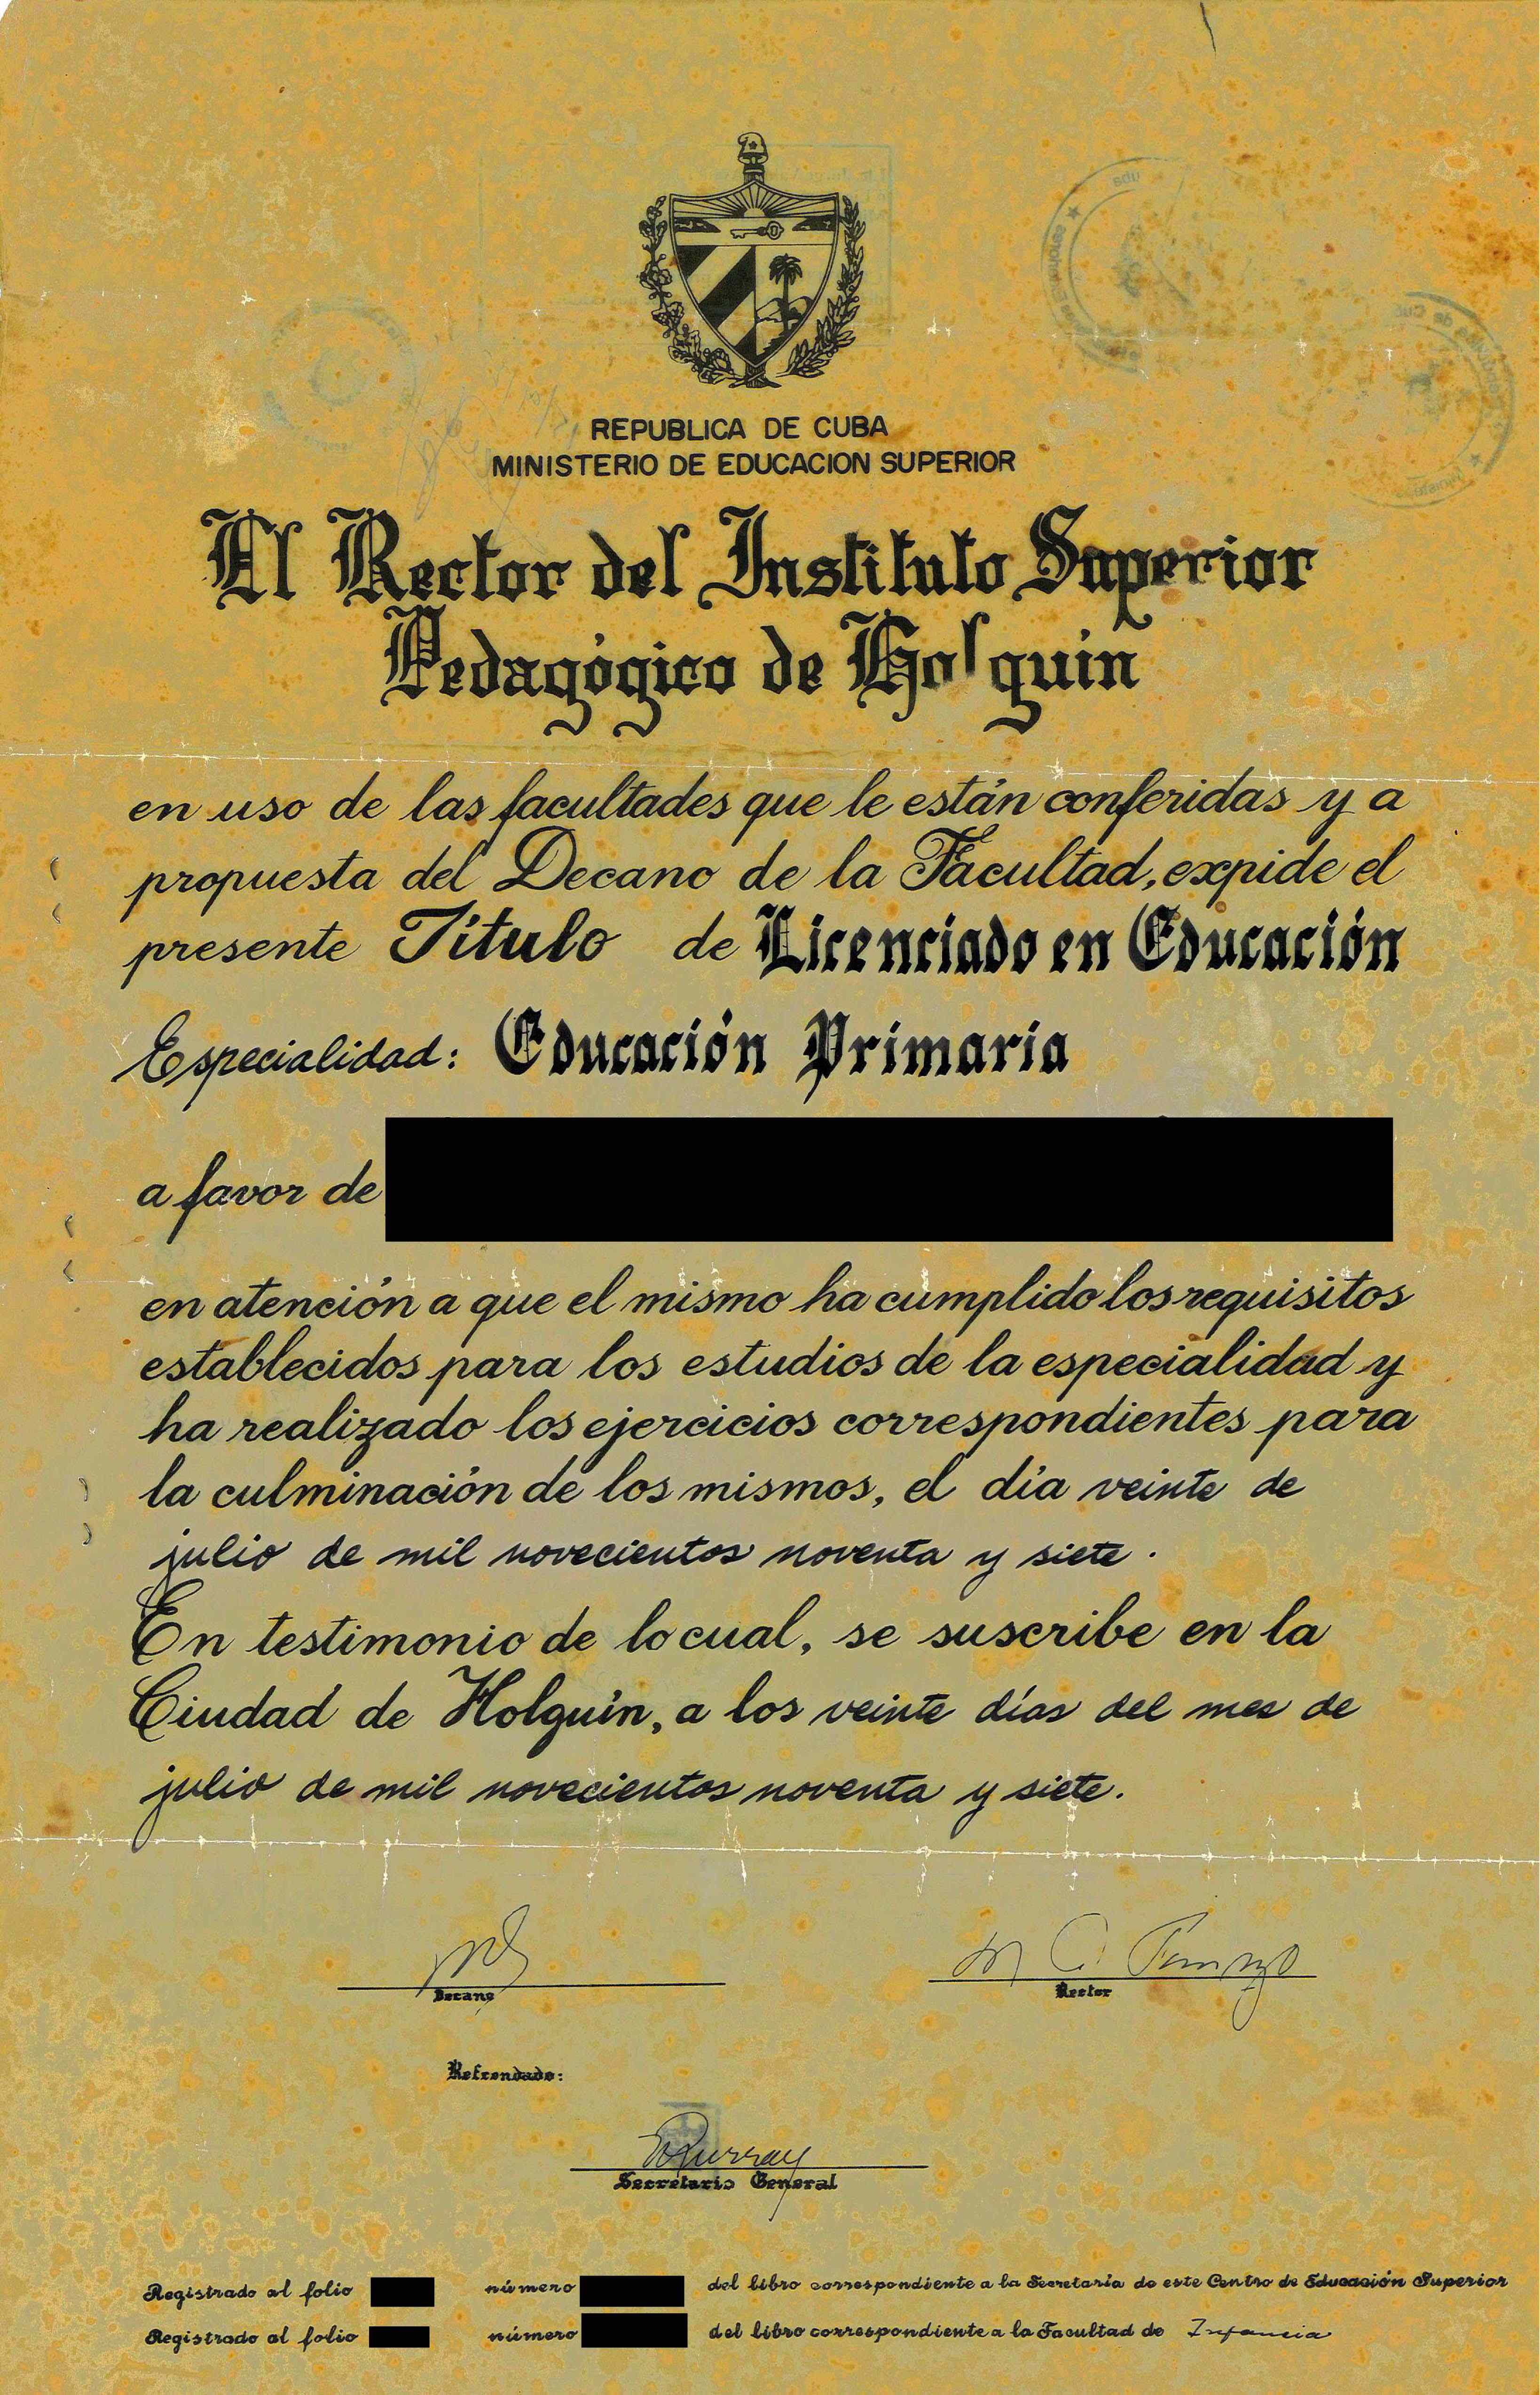 REPUBLICA DE CUBA
MINISTERIO DE EDUCACION SUPERIOR
El Rector del Instituto Superior
Pedagógico de Holguín
en uso de las facultades que le están conferidas y a
propuesta del Decano de la Facultad, expide el
presente Título de Licenciado en Educación
Especialidad: Educación Primaria
a favor de
en atención a que el mismo ha cumplido los requisitos
establecidos para los estudios de la especialidad y
ha realizado los ejercicios correspondientes para
la culminación de los mismos, el día veinte de
julio de mil novecientos noventa y siete.
En testimonio de lo cual, se suscribe en la
Ciudad de Holguín, a los veinte días del mes de
julio de mil novecientos noventa y siete.
Decano
Rector
Refrendado:
Secretario General
Registrado al folio número del libro correspondiente a la Secretaría de este Centro de Educación Superior
Registrado al folio número del libro correspondiente a la Facultad de Infancia